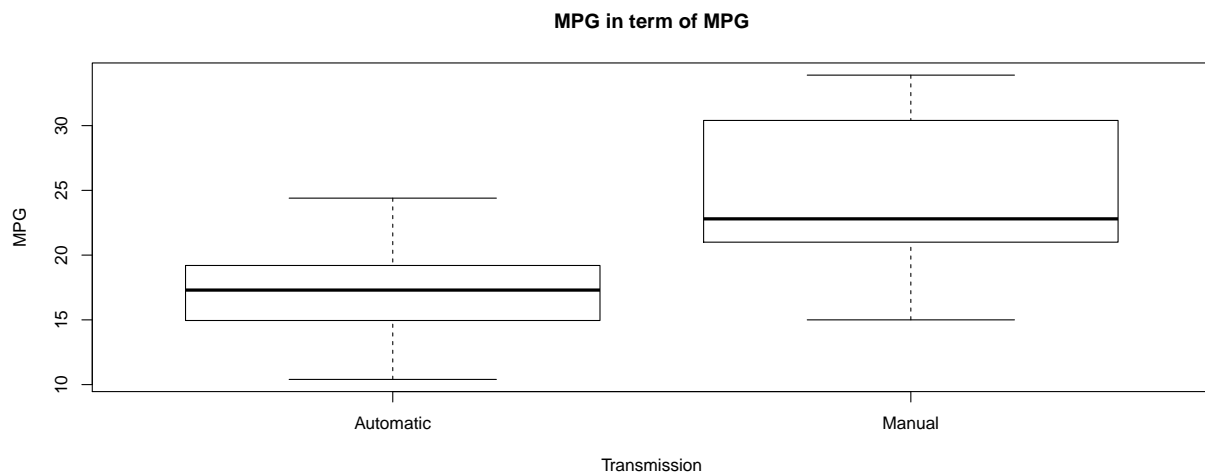 MPG in term of MPG
30
25
20
15
10
MPG
Automatic
Manual
Transmission